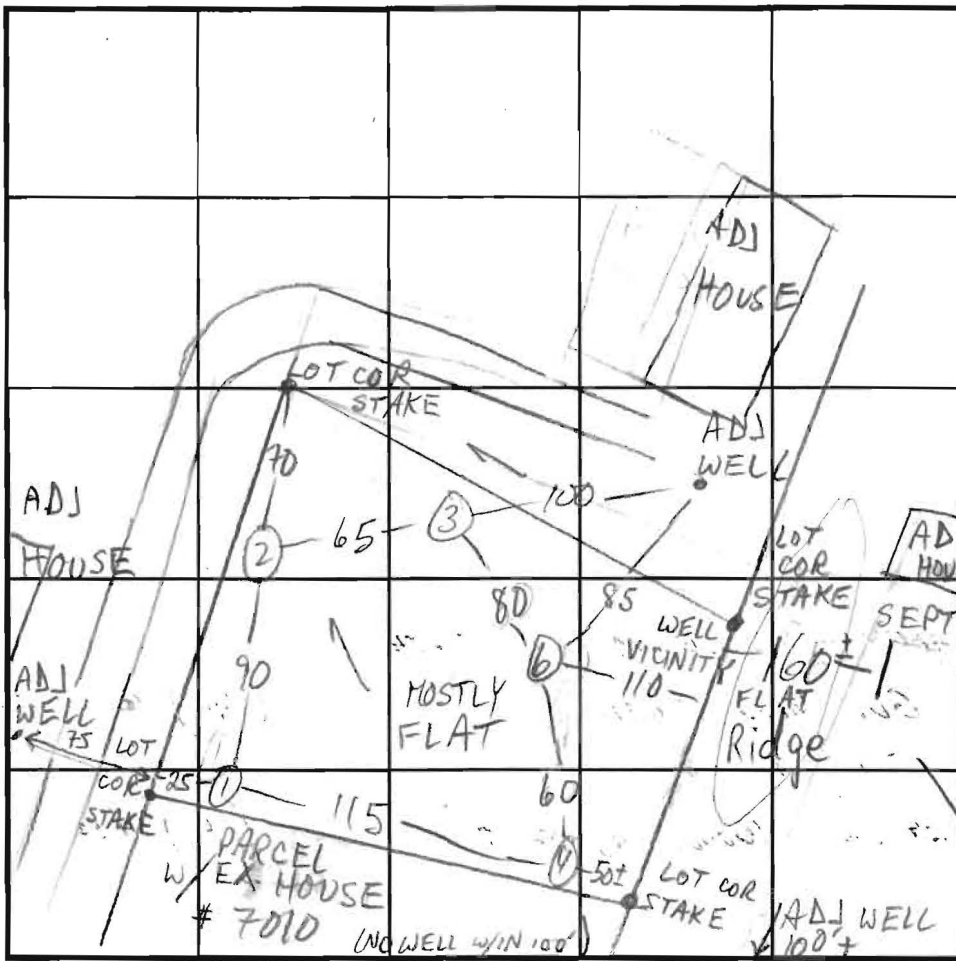 ADJ
HOUSE
LOT COR
STAKE
ADJ
WELL
70
100
ADJ
HOUSE
2
65
3
LOT
COR
STAKE
AD
HOU
SEPT
80
85
WELL
VICINITY
160±
6
110
FLAT
Ridge
90
MOSTLY
FLAT
ADJ
WELL
75
LOT
COR
STAKE
25
1
115
60
4
50±
LOT COR
STAKE
PARCEL
W/ EX. HOUSE
# 7010
(NO WELL W/IN 100')
ADJ WELL
100'±